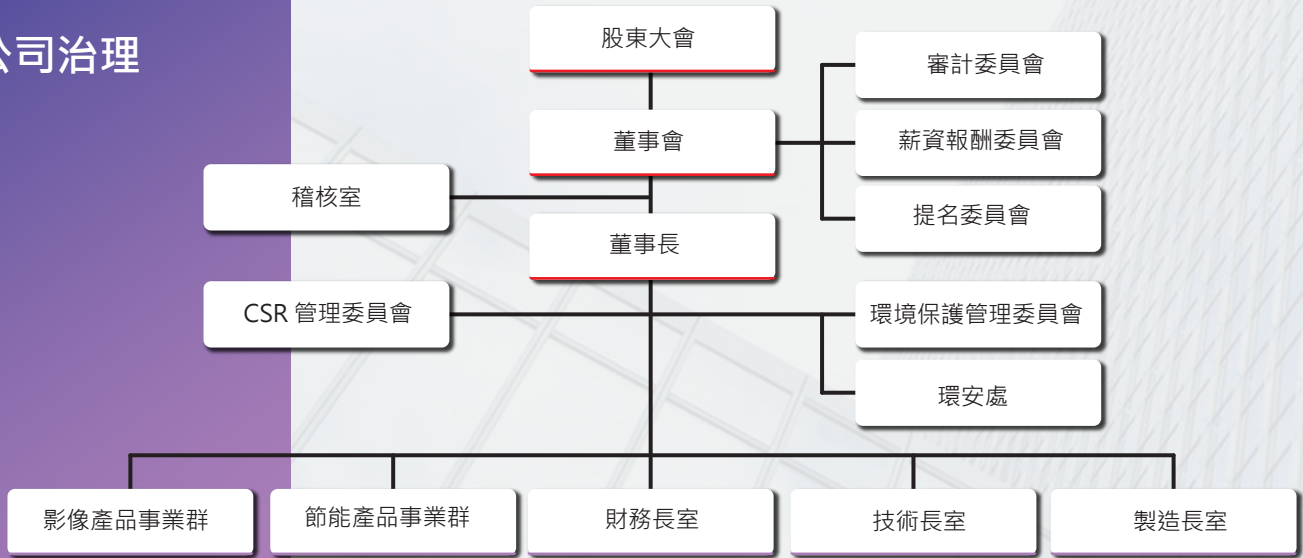 公司治理
股東大會
審計委員會
董事會
薪資報酬委員會
稽核室
提名委員會
董事長
CSR 管理委員會
環境保護管理委員會
環安處
影像產品事業群
節能產品事業群
財務長室
技術長室
製造長室